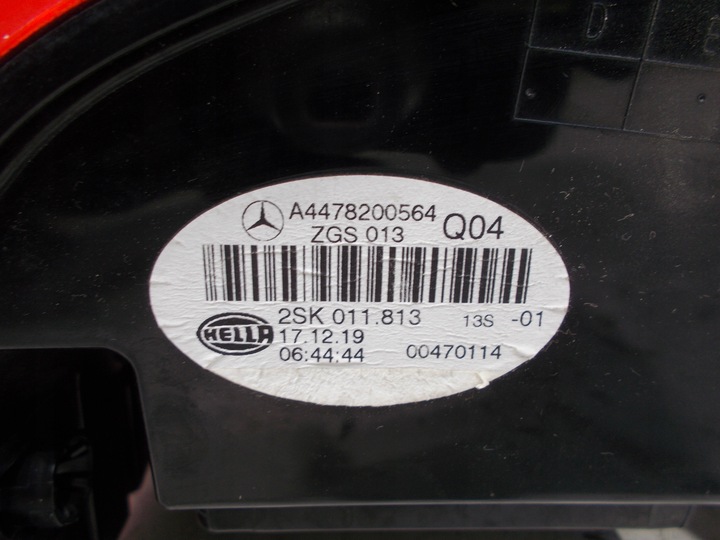 D
A4478200564
ZGS 013 Q04
2SK 011.813 13S -01
HELLA
17.12.19
06:44:44 00470114